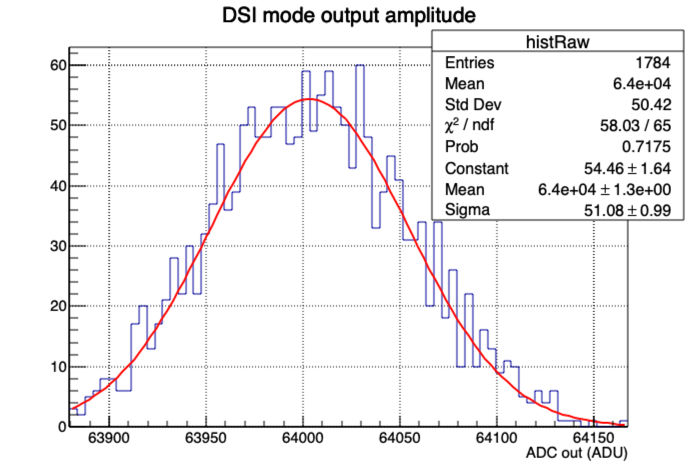 DSI mode output amplitude
histRaw
Entries 1784
Mean 6.4e+04
Std Dev 50.42
χ² / ndf 58.03 / 65
Prob 0.7175
Constant 54.46 ± 1.64
Mean 6.4e+04 ± 1.3e+00
Sigma 51.08 ± 0.99
60
50
40
30
20
10
0
63900 63950 64000 64050 64100 64150
ADC out (ADU)